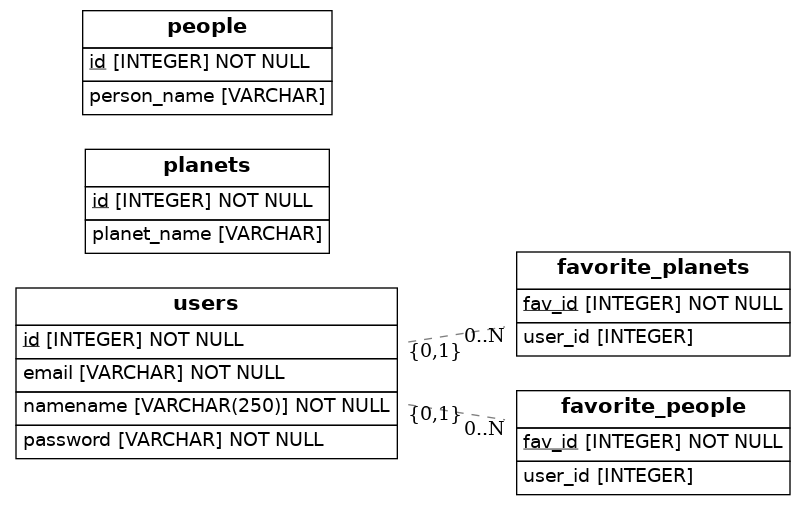 people
id [INTEGER] NOT NULL
person_name [VARCHAR]
planets
id [INTEGER] NOT NULL
planet_name [VARCHAR]
users
id [INTEGER] NOT NULL
email [VARCHAR] NOT NULL
namename [VARCHAR(250)] NOT NULL
password [VARCHAR] NOT NULL
{0,1}
0..N
{0,1}
0..N
favorite_planets
fav_id [INTEGER] NOT NULL
user_id [INTEGER]
favorite_people
fav_id [INTEGER] NOT NULL
user_id [INTEGER]